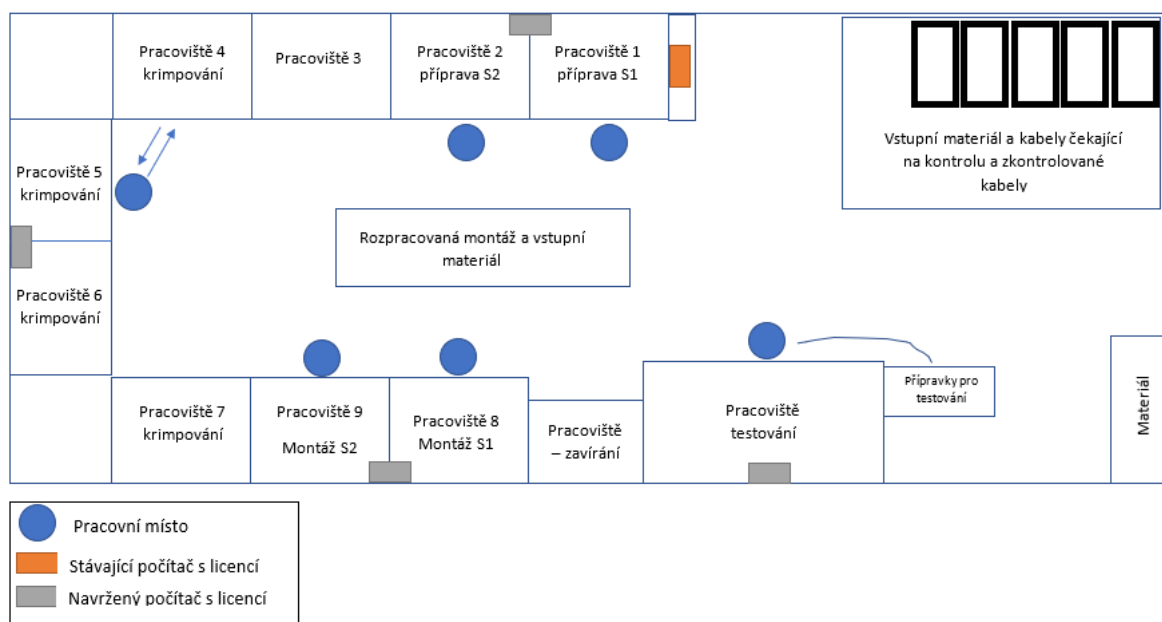 Pracoviště 4
krimpování
Pracoviště 3
Pracoviště 2
příprava S2
Pracoviště 1
příprava S1
Vstupní materiál a kabely čekající
na kontrolu a zkontrolované
kabely
Pracoviště 5
krimpování
Rozpracovaná montáž a vstupní
materiál
Pracoviště 6
krimpování
Pracoviště 7
krimpování
Pracoviště 9
Montáž S2
Pracoviště 8
Montáž S1
Pracoviště
– zavírání
Pracoviště
testování
Přípravky pro
testování
Materiál
Pracovní místo
Stávající počítač s licencí
Navržený počítač s licencí